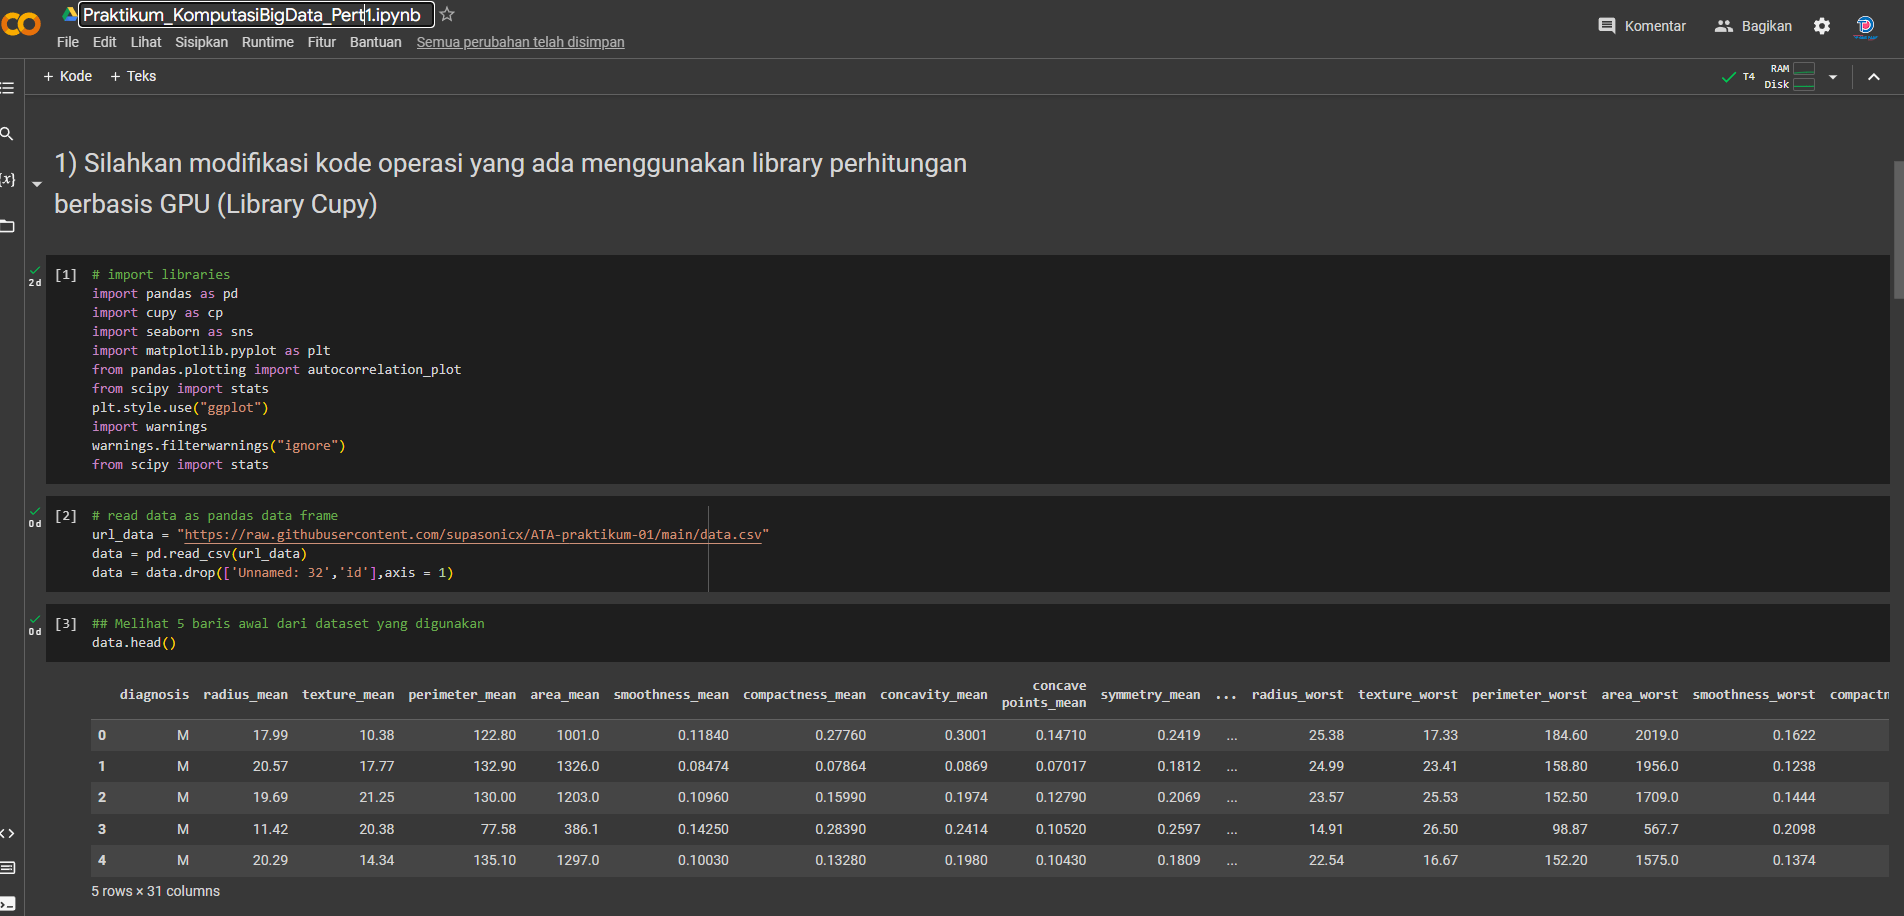 Praktikum_KomputasiBigData_Pert1.ipynb
File Edit Lihat Sisipkan Runtime Fitur Bantuan Semua perubahan telah disimpan
Komentar Bagikan
+ Kode + Teks
T4 RAM Disk
{x}
1) Silahkan modifikasi kode operasi yang ada menggunakan library perhitungan
berbasis GPU (Library Cupy)
2 d
[1] # import libraries
import pandas as pd
import cupy as cp
import seaborn as sns
import matplotlib.pyplot as plt
from pandas.plotting import autocorrelation_plot
from scipy import stats
plt.style.use("ggplot")
import warnings
warnings.filterwarnings("ignore")
from scipy import stats
0 d
[2] # read data as pandas data frame
url_data = "https://raw.githubusercontent.com/supasonicx/ATA-praktikum-01/main/data.csv"
data = pd.read_csv(url_data)
data = data.drop(['Unnamed: 32','id'],axis = 1)
0 d
[3] ## Melihat 5 baris awal dari dataset yang digunakan
data.head()
diagnosis radius_mean texture_mean perimeter_mean area_mean smoothness_mean compactness_mean concavity_mean concave points_mean symmetry_mean ... radius_worst texture_worst perimeter_worst area_worst smoothness_worst compactn
0 M 17.99 10.38 122.80 1001.0 0.11840 0.27760 0.3001 0.14710 0.2419 ... 25.38 17.33 184.60 2019.0 0.1622
1 M 20.57 17.77 132.90 1326.0 0.08474 0.07864 0.0869 0.07017 0.1812 ... 24.99 23.41 158.80 1956.0 0.1238
2 M 19.69 21.25 130.00 1203.0 0.10960 0.15990 0.1974 0.12790 0.2069 ... 23.57 25.53 152.50 1709.0 0.1444
3 M 11.42 20.38 77.58 386.1 0.14250 0.28390 0.2414 0.10520 0.2597 ... 14.91 26.50 98.87 567.7 0.2098
4 M 20.29 14.34 135.10 1297.0 0.10030 0.13280 0.1980 0.10430 0.1809 ... 22.54 16.67 152.20 1575.0 0.1374
5 rows × 31 columns